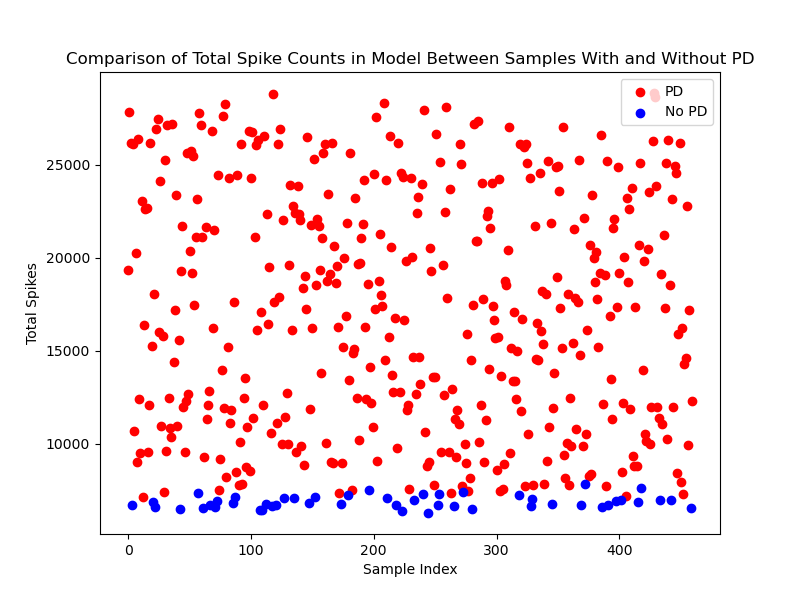 Comparison of Total Spike Counts in Model Between Samples With and Without PD
PD
No PD
25000
20000
15000
10000
Total Spikes
0
100
200
300
400
Sample Index